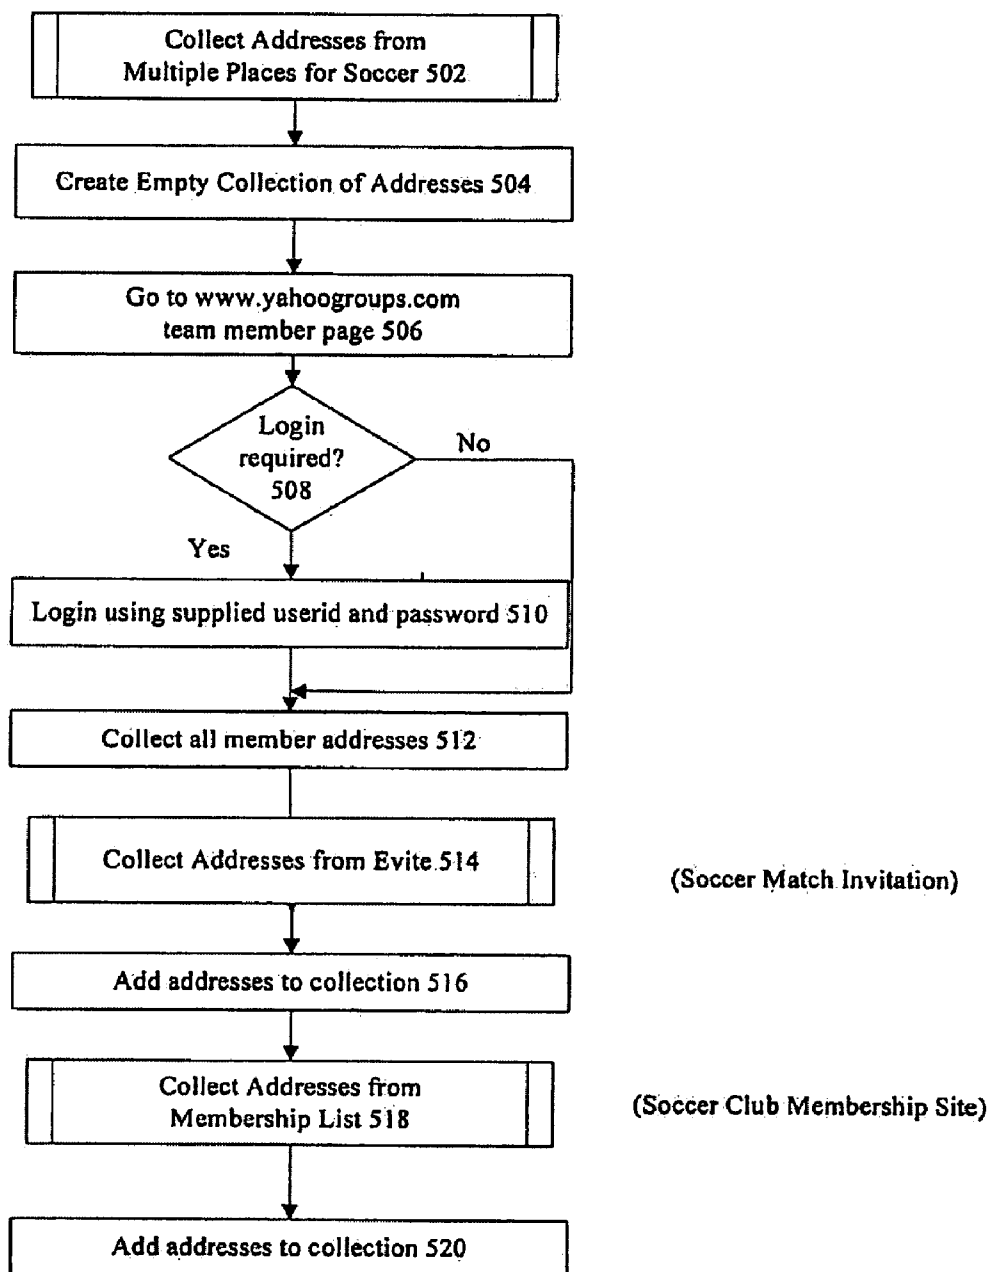 Collect Addresses from
Multiple Places for Soccer 502
Create Empty Collection of Addresses 504
Go to www.yahoogroups.com
team member page 506
Login
required?
508
No
Yes
Login using supplied userid and password 510
Collect all member addresses 512
Collect Addresses from Evite 514
(Soccer Match Invitation)
Add addresses to collection 516
Collect Addresses from
Membership List 518
(Soccer Club Membership Site)
Add addresses to collection 520